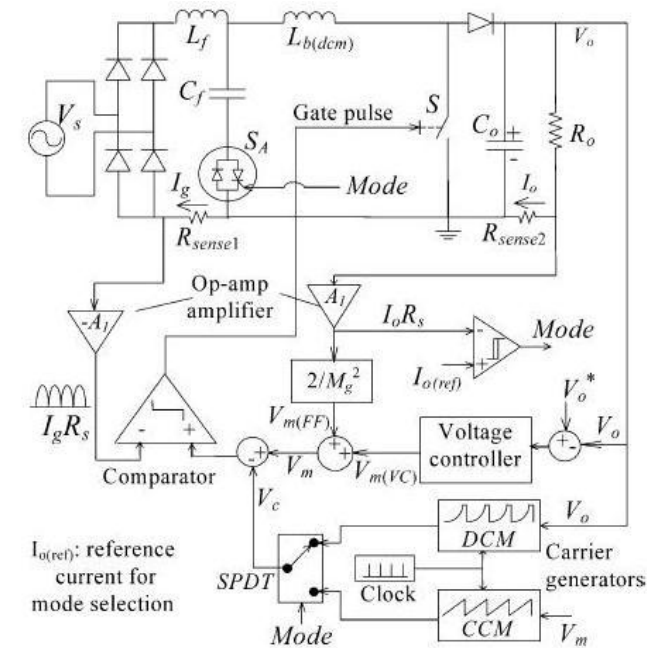 L_f
L_b(dcm)
V_o
C_f
Gate pulse
S
V_s
S_A
C_o
+
-
R_o
I_g
Mode
I_o
R_sense1
R_sense2
Op-amp
amplifier
-A_1
A_1
I_oR_s
-
+
Mode
I_o(ref)
2/M_g^2
V_o*
I_gR_s
V_m(FF)
Voltage
controller
V_o
- +
Comparator
- +
V_m
+ +
V_m(VC)
+ -
V_c
V_o
DCM
I_o(ref): reference
current for
mode selection
SPDT
Clock
Carrier
generators
CCM
V_m
Mode